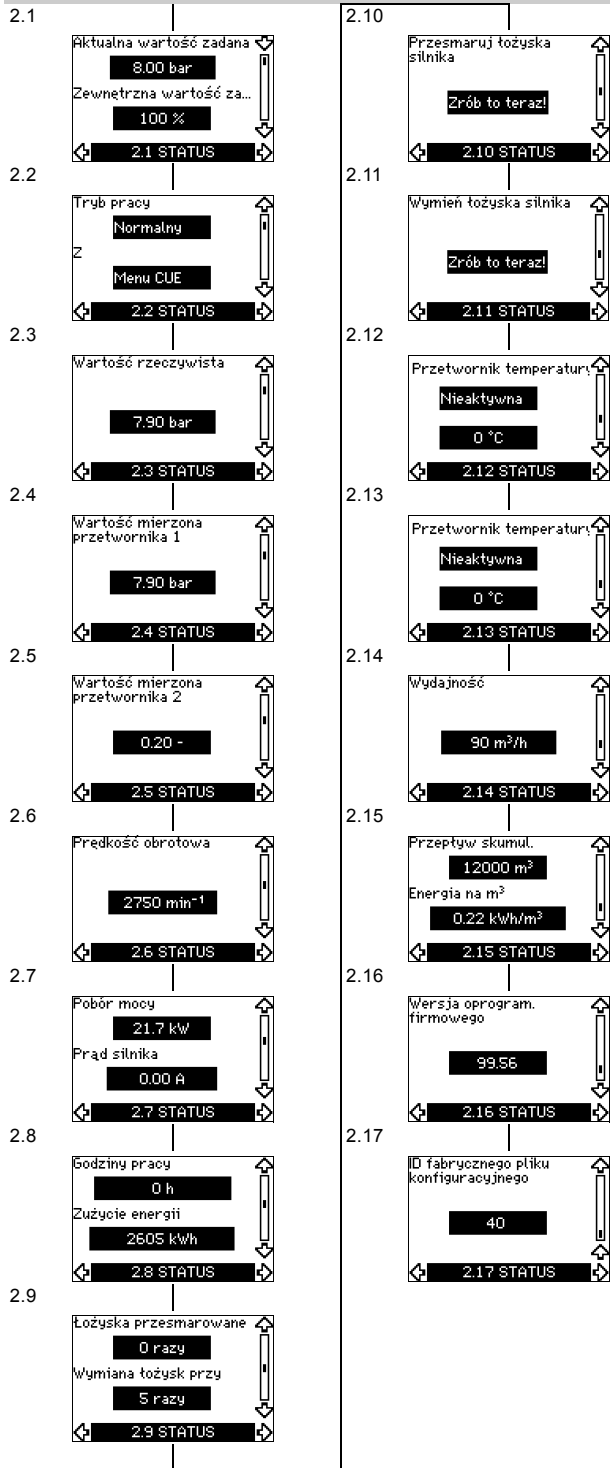 2.1
Aktualna wartość zadana
8.00 bar
Zewnętrzna wartość za...
100 %
2.1 STATUS
2.2
Tryb pracy
Normalny
Z
Menu CUE
2.2 STATUS
2.3
Wartość rzeczywista
7.90 bar
2.3 STATUS
2.4
Wartość mierzona
przetwornika 1
7.90 bar
2.4 STATUS
2.5
Wartość mierzona
przetwornika 2
0.20 -
2.5 STATUS
2.6
Prędkość obrotowa
2750 min⁻¹
2.6 STATUS
2.7
Pobór mocy
21.7 kW
Prąd silnika
0.00 A
2.7 STATUS
2.8
Godziny pracy
0 h
Zużycie energii
2605 kWh
2.8 STATUS
2.9
Łożyska przesmarowane
0 razy
Wymiana łożysk przy
5 razy
2.9 STATUS
2.10
Przesmaruj łożyska
silnika
Zrób to teraz!
2.10 STATUS
2.11
Wymień łożyska silnika
Zrób to teraz!
2.11 STATUS
2.12
Przetwornik temperatury
Nieaktywna
0 °C
2.12 STATUS
2.13
Przetwornik temperatury
Nieaktywna
0 °C
2.13 STATUS
2.14
Wydajność
90 m³/h
2.14 STATUS
2.15
Przepływ skumul.
12000 m³
Energia na m³
0.22 kWh/m³
2.15 STATUS
2.16
Wersja oprogram.
firmowego
99.56
2.16 STATUS
2.17
ID fabrycznego pliku
konfiguracyjnego
40
2.17 STATUS